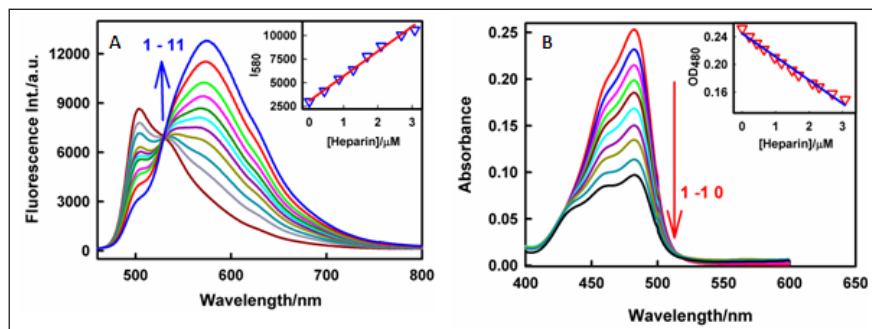 A
1 - 11
Fluorescence Int./a.u.
12000
9000
6000
3000
0
500 600 700 800
Wavelength/nm
I580
10000
7500
5000
2500
0 1 2 3
[Heparin]/μM
B
1 -1 0
Absorbance
0.25
0.20
0.15
0.10
0.05
0.00
400 450 500 550 600 650
Wavelength/nm
OD480
0.24
0.20
0.16
0 1 2 3
[Heparin]/μM